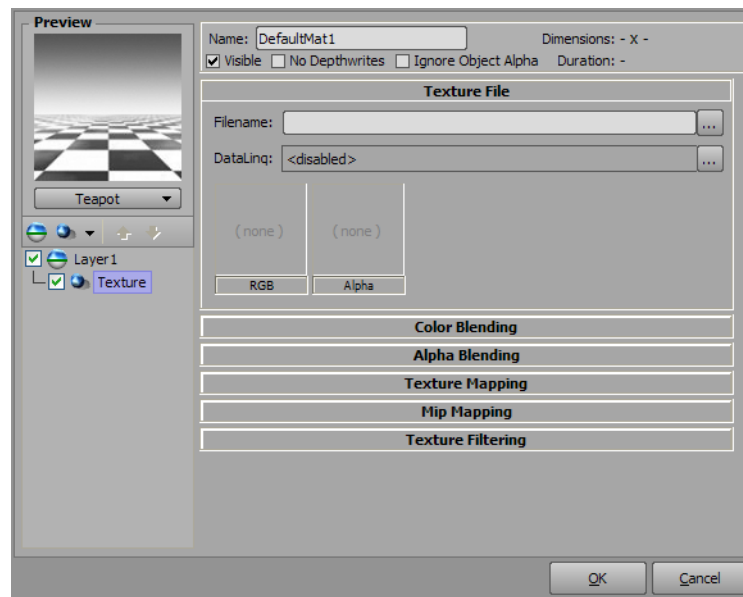 Preview
Teapot
Layer1
Texture
Name: DefaultMat1 Dimensions: - x -
Visible No Depthwrites Ignore Object Alpha Duration: -
Texture File
Filename: ...
DataLinq: <disabled> ...
(none) (none)
RGB Alpha
Color Blending
Alpha Blending
Texture Mapping
Mip Mapping
Texture Filtering
OK Cancel